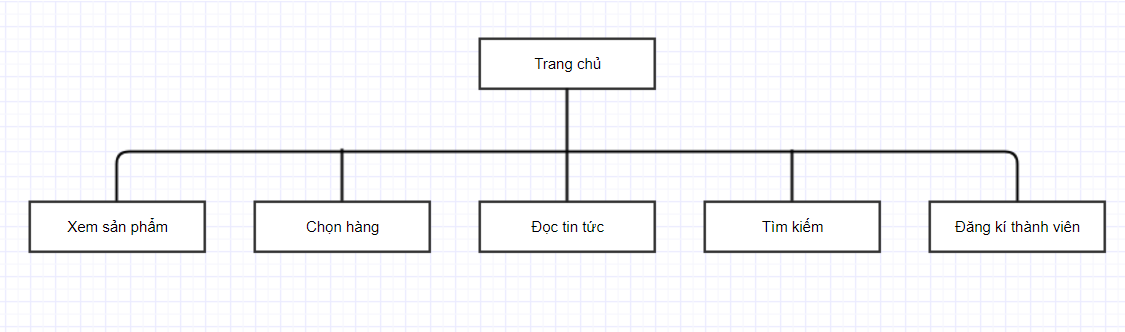 Trang chủ
Xem sản phẩm
Chọn hàng
Đọc tin tức
Tìm kiếm
Đăng kí thành viên